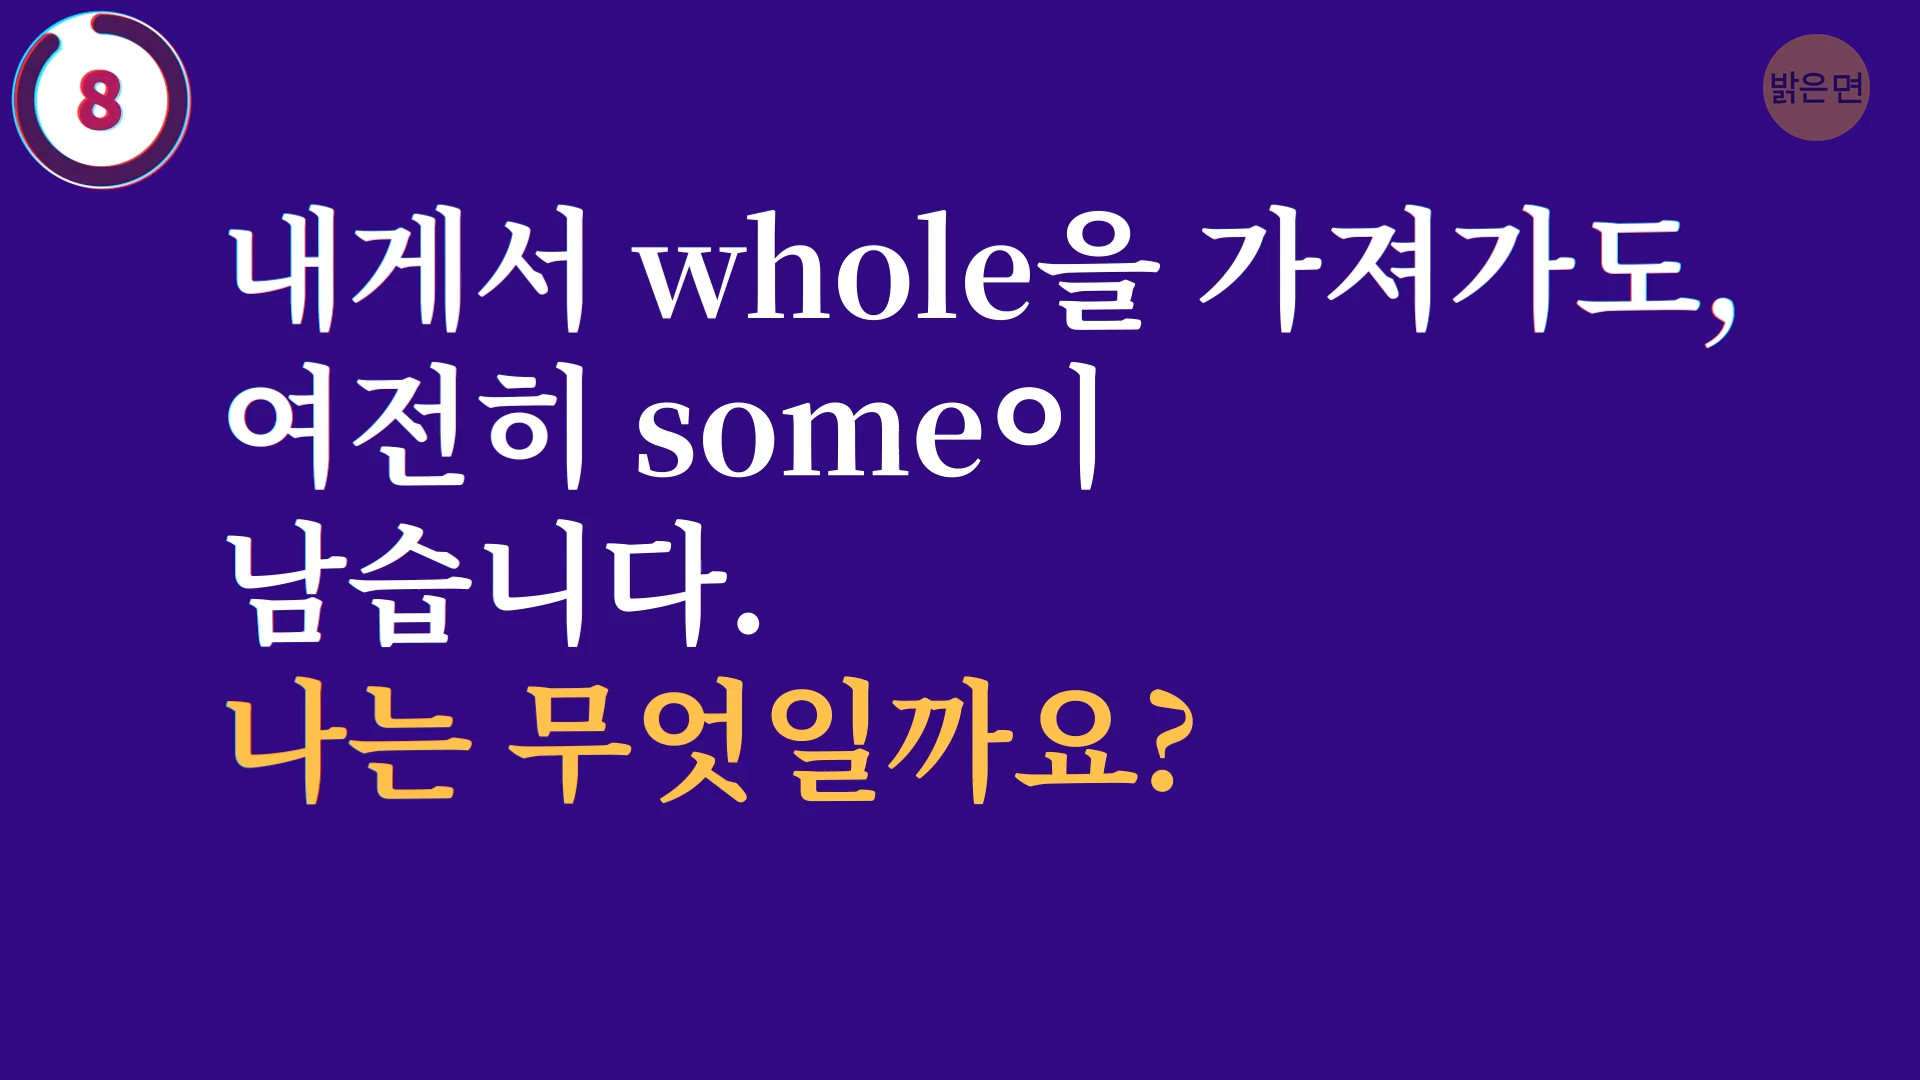 8
밝은면
내게서 whole을 가져가도,
여전히 some이
남습니다.
나는 무엇일까요?